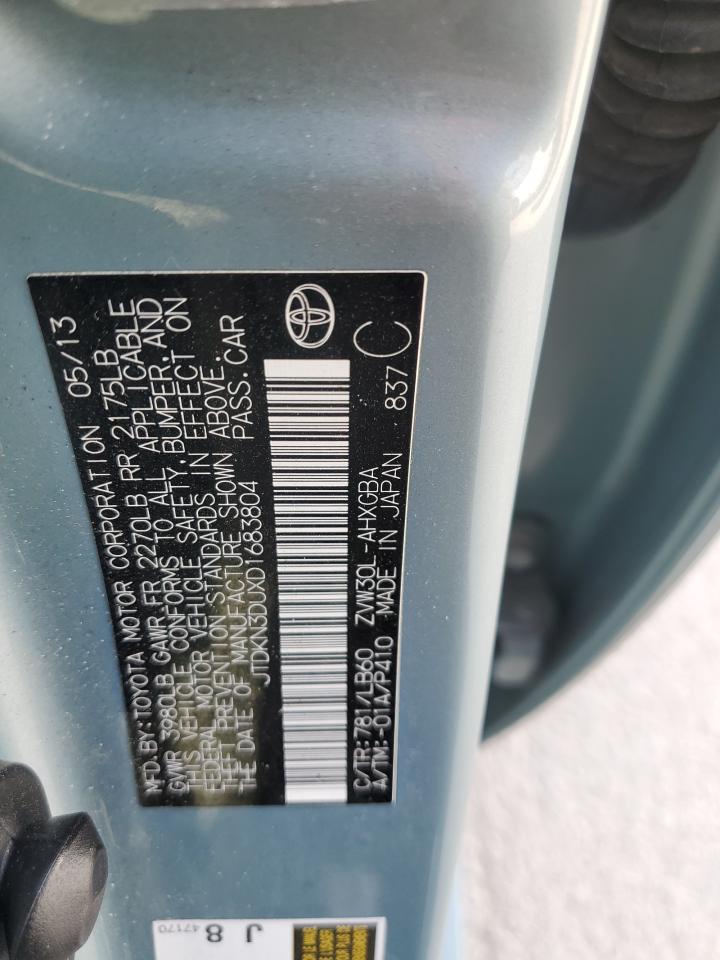 MFD.BY:TOYOTA MOTOR CORPORATION 05/13
GVWR 3980LB GAWR FR 2270LB RR 2175LB
THIS VEHICLE CONFORMS TO ALL APPLICABLE
FEDERAL MOTOR VEHICLE SAFETY,BUMPER,AND
THEFT PREVENTION STANDARDS IN EFFECT ON
THE DATE OF MANUFACTURE SHOWN ABOVE.
JTDKN3DUXD1683804 PASS.CAR
C/TR:781/LB60 ZVW30L-AHXGBA
A/TM:-01A/P410 MADE IN JAPAN 837 C
J 8
47170